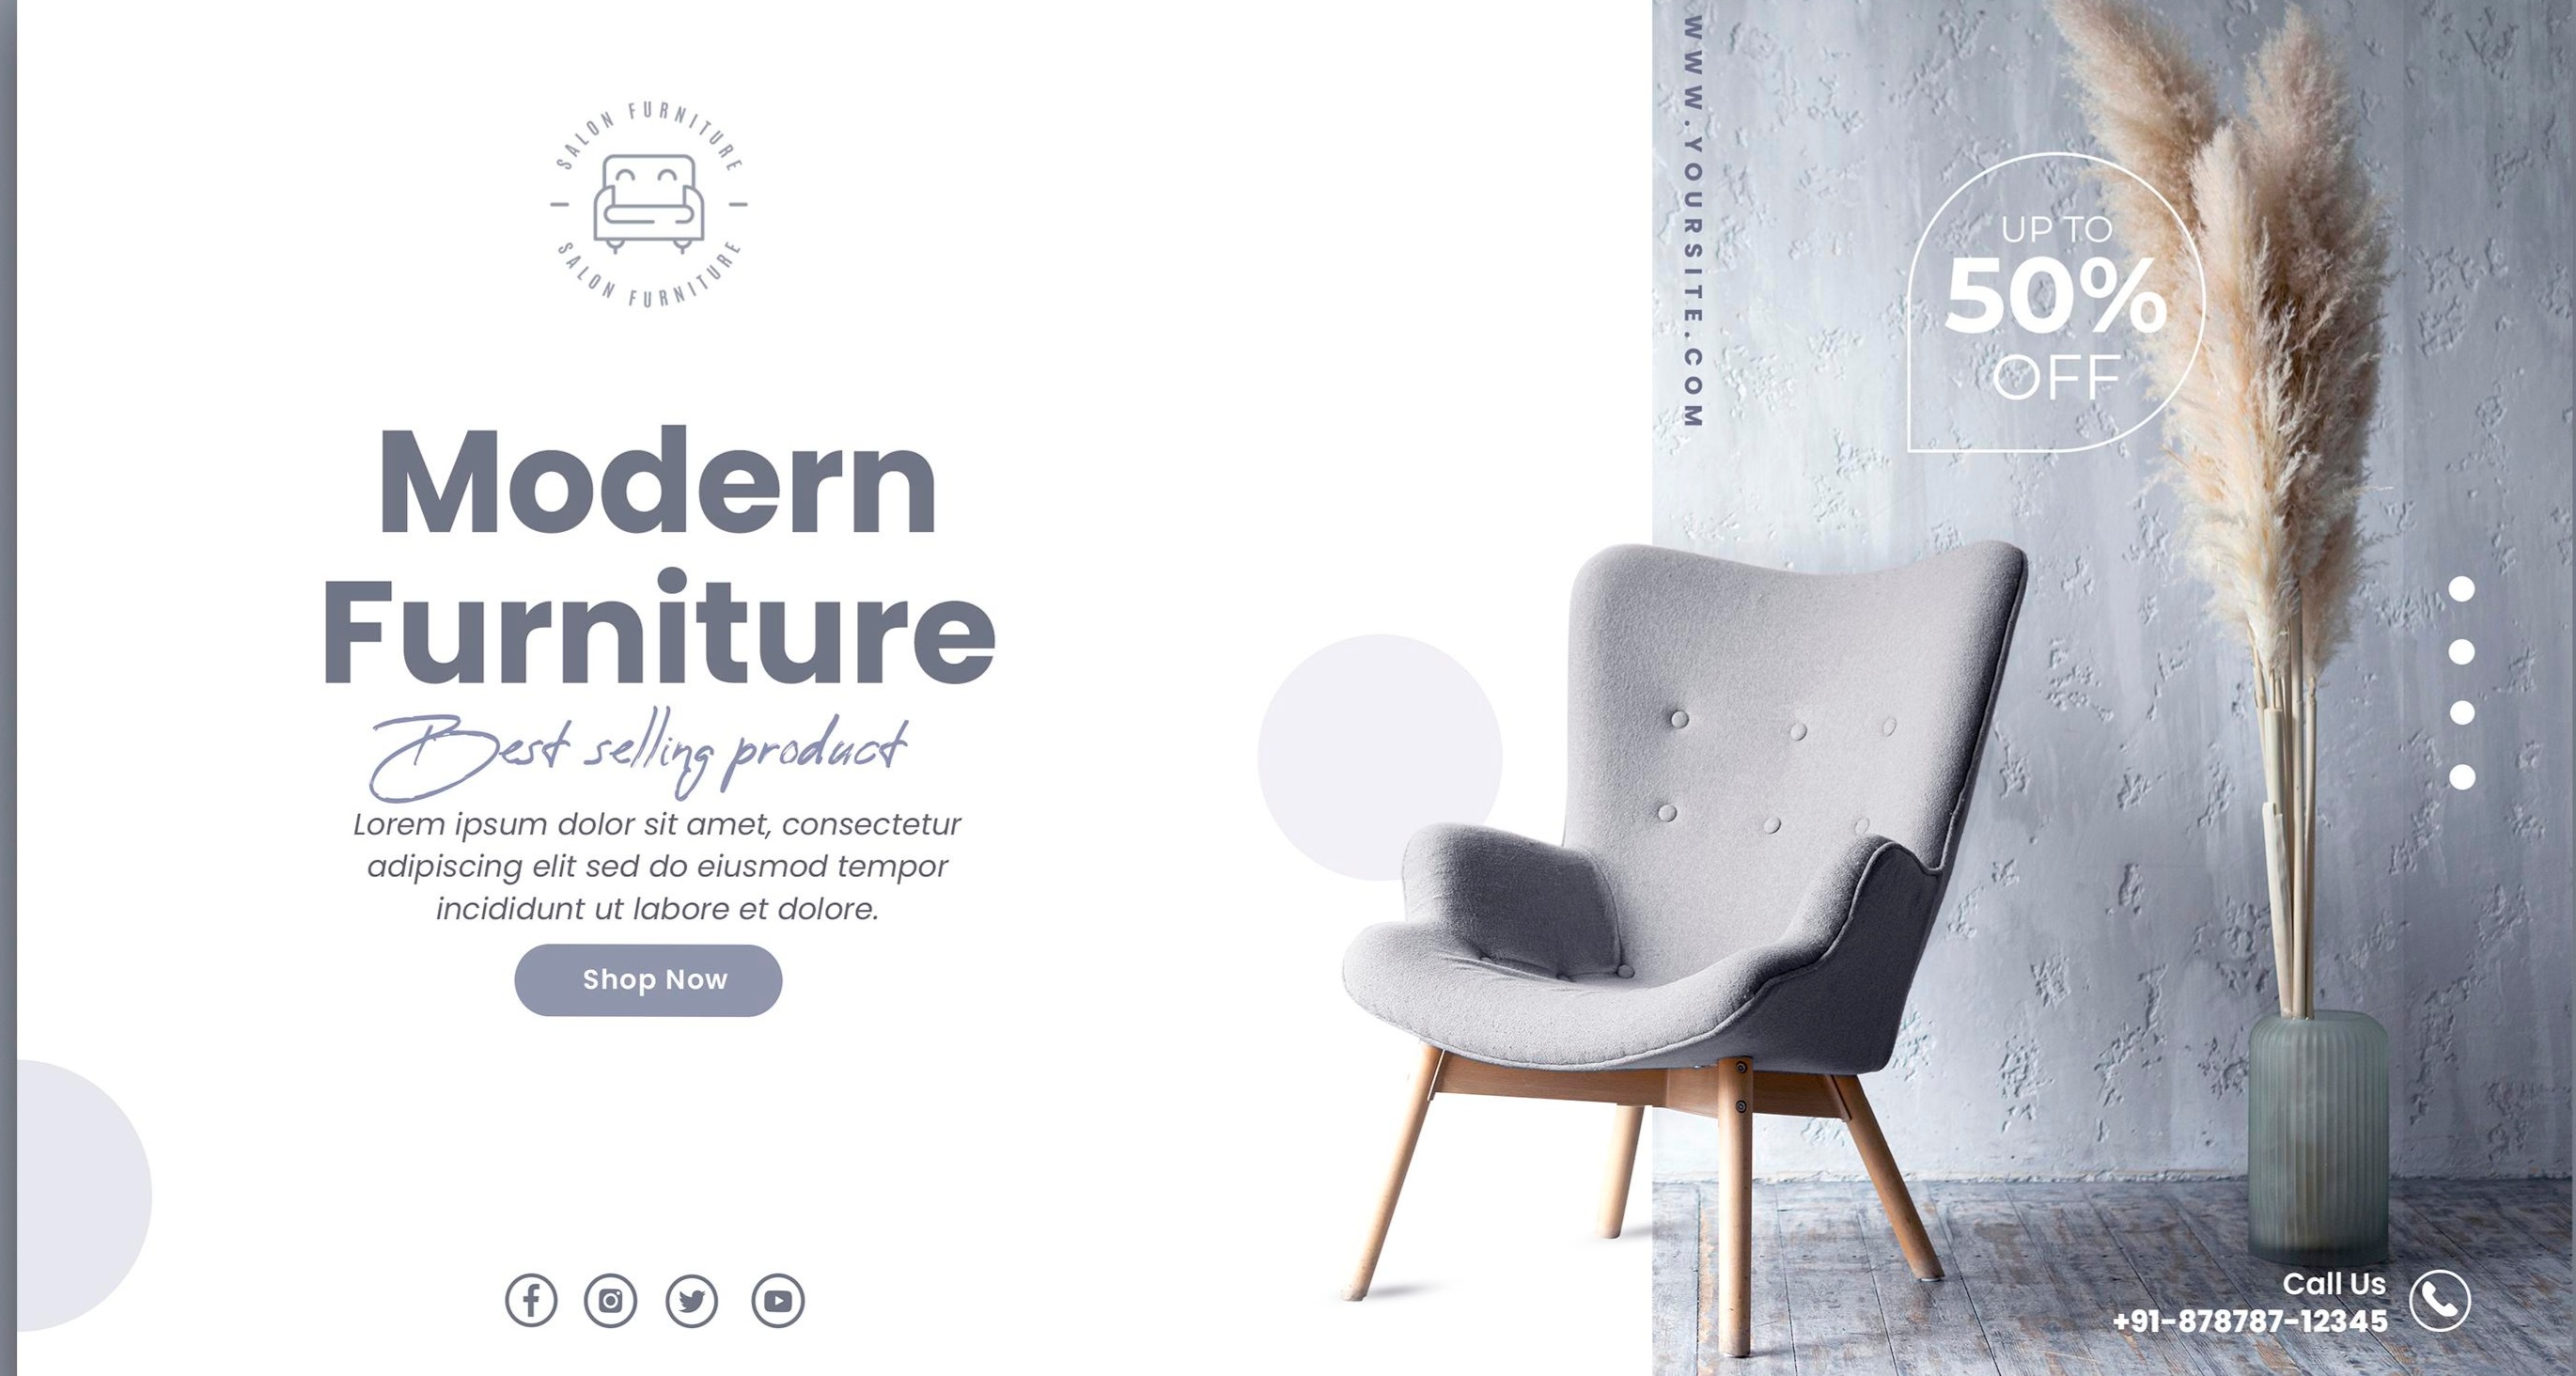 SALON FURNITURE
SALON FURNITURE
Modern
Furniture
Best selling product
Lorem ipsum dolor sit amet, consectetur
adipiscing elit sed do eiusmod tempor
incididunt ut labore et dolore.
Shop Now
WWW.YOURSITE.COM
UP TO
50%
OFF
Call Us
+91-878787-12345